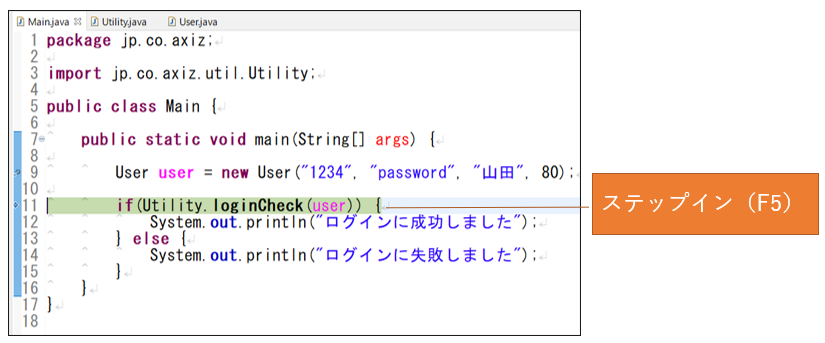 Main.java Utility.java User.java
1 package jp.co.axiz;
2
3 import jp.co.axiz.util.Utility;
4
5 public class Main {
6
7 public static void main(String[] args) {
8
9 User user = new User("1234", "password", "山田", 80);
10
11 if(Utility.loginCheck(user)) {
12 System.out.println("ログインに成功しました");
13 } else {
14 System.out.println("ログインに失敗しました");
15 }
16 }
17 }
18
ステップイン（F5）